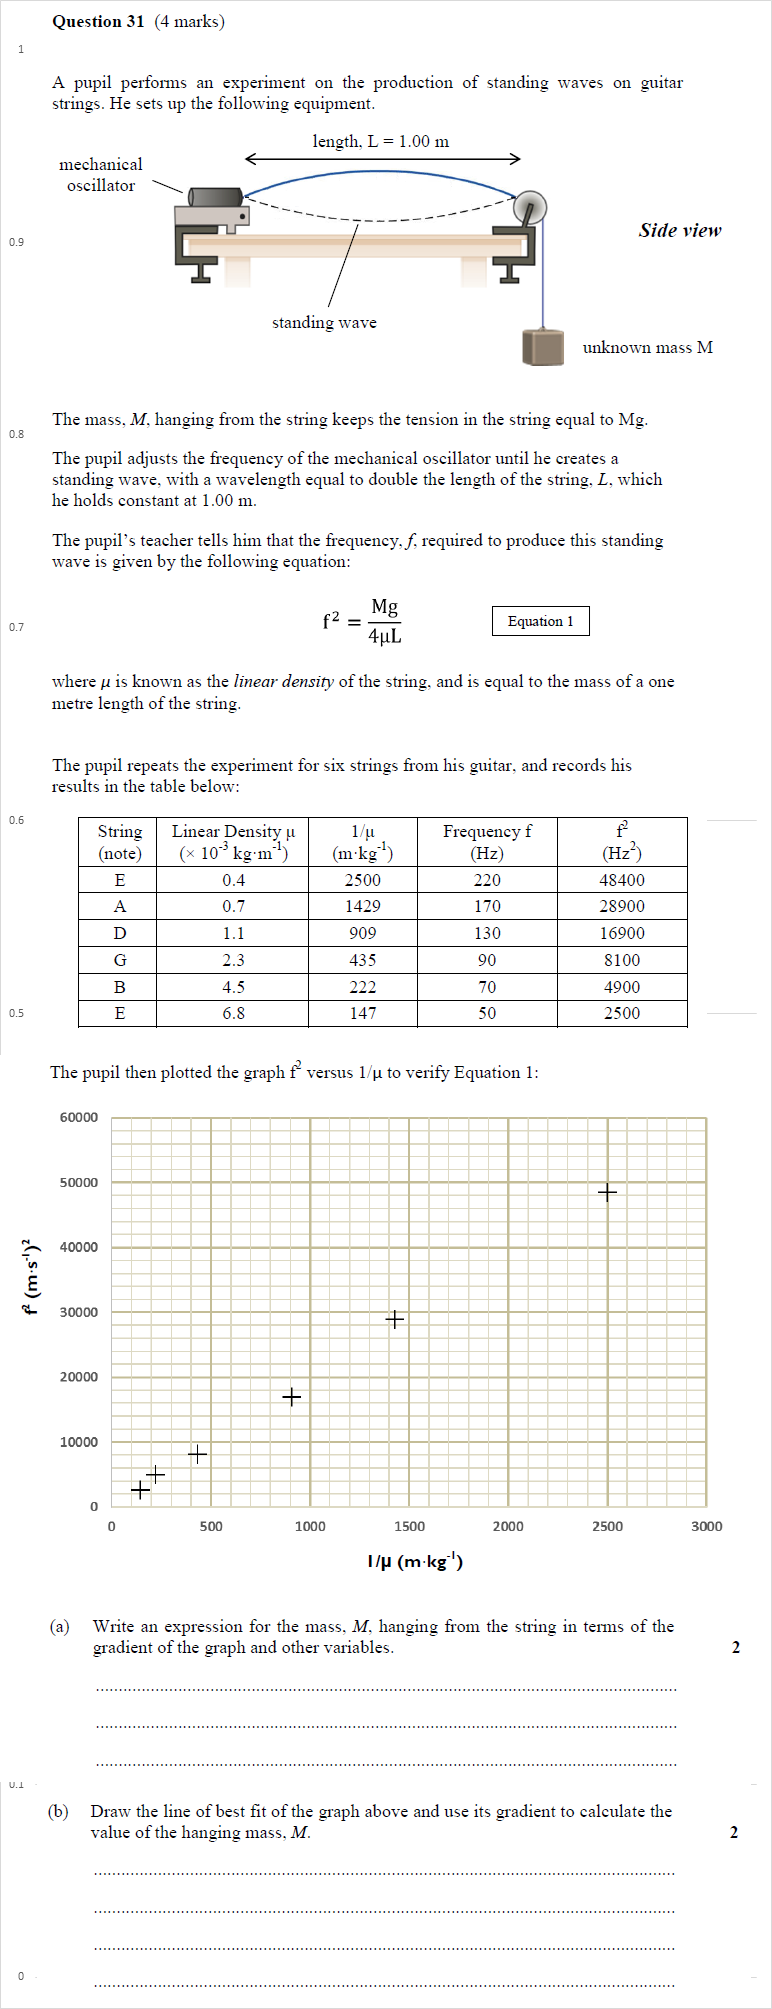 Question 31 (4 marks)
1
A pupil performs an experiment on the production of standing waves on guitar
strings. He sets up the following equipment.
length, L = 1.00 m
mechanical
oscillator
Side view
0.9
standing wave
unknown mass M
The mass, M, hanging from the string keeps the tension in the string equal to Mg.
0.8
The pupil adjusts the frequency of the mechanical oscillator until he creates a
standing wave, with a wavelength equal to double the length of the string, L, which
he holds constant at 1.00 m.
The pupil's teacher tells him that the frequency, f, required to produce this standing
wave is given by the following equation:
f² = Mg / 4μL
Equation 1
0.7
where μ is known as the linear density of the string, and is equal to the mass of a one
metre length of the string.
The pupil repeats the experiment for six strings from his guitar, and records his
results in the table below:
0.6
String (note) Linear Density μ (× 10⁻³ kg·m⁻¹) 1/μ (m·kg⁻¹) Frequency f (Hz) f² (Hz²)
E 0.4 2500 220 48400
A 0.7 1429 170 28900
D 1.1 909 130 16900
G 2.3 435 90 8100
B 4.5 222 70 4900
E 6.8 147 50 2500
0.5
The pupil then plotted the graph f² versus 1/μ to verify Equation 1:
60000
50000
40000
30000
20000
10000
0
f² (m·s⁻¹)²
0 500 1000 1500 2000 2500 3000
1/μ (m·kg⁻¹)
(a) Write an expression for the mass, M, hanging from the string in terms of the
gradient of the graph and other variables. 2
0.1
(b) Draw the line of best fit of the graph above and use its gradient to calculate the
value of the hanging mass, M. 2
0